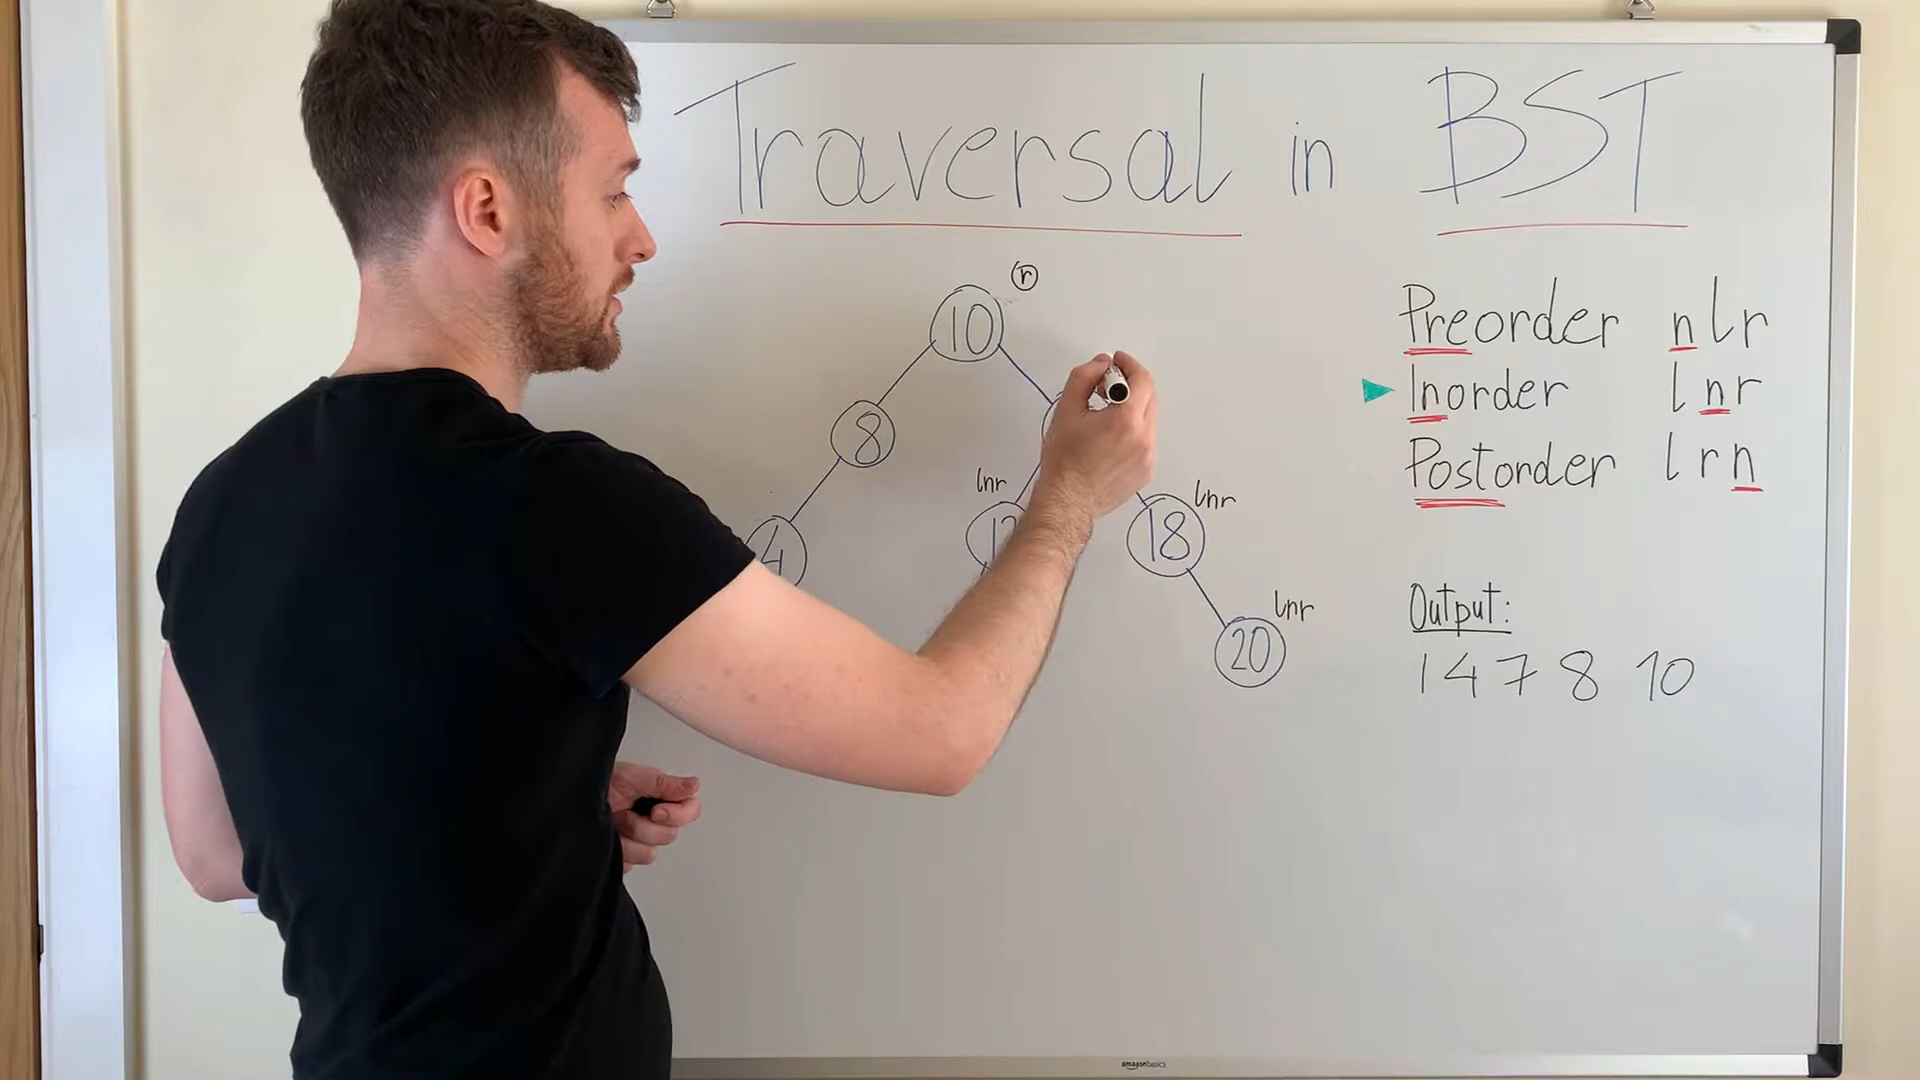 Traversal in BST
r
10
Preorder nlr
Inorder lnr
8
Postorder lrn
lnr
lnr
18
4
lnr
Output:
20
1 4 7 8 10
amazonbasics